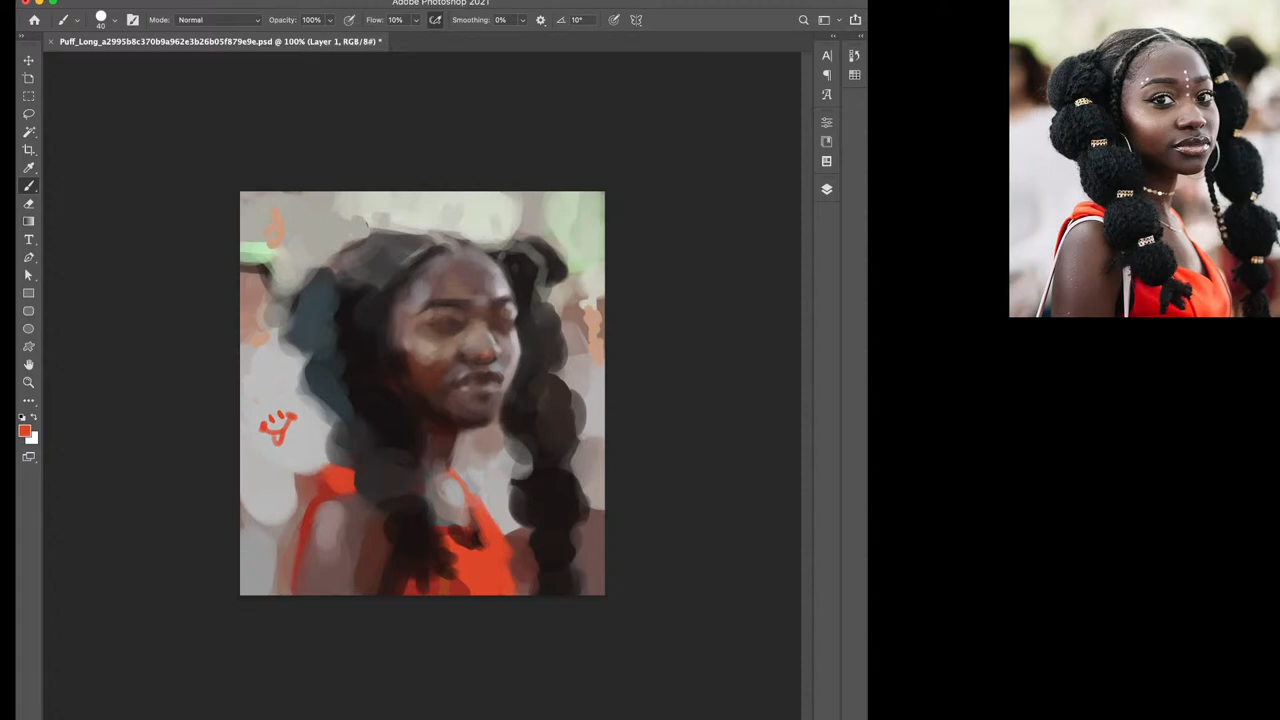 Adobe Photoshop 2021
40 Mode: Normal Opacity: 100% Flow: 10% Smoothing: 0% 10°
Puff_Long_a2995b8c370b9a962e3b26b05f879e9e.psd @ 100% (Layer 1, RGB/8#) *